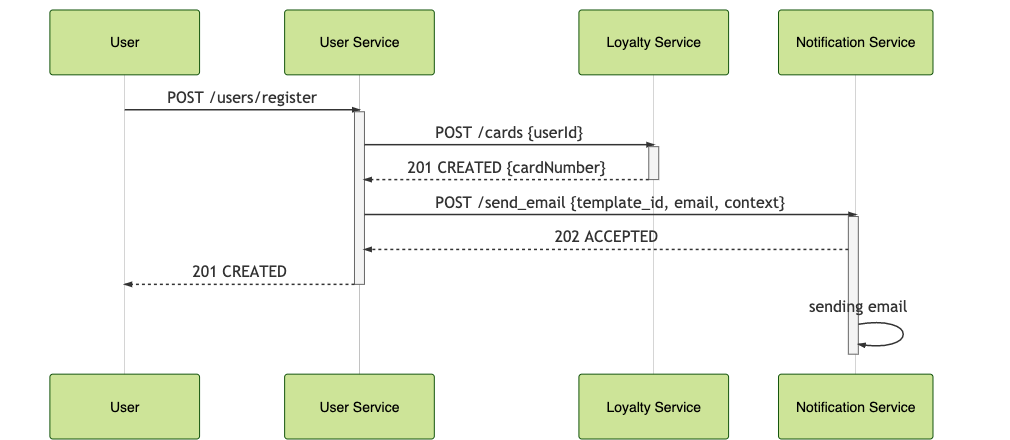 User
User Service
Loyalty Service
Notification Service
POST /users/register
POST /cards {userId}
201 CREATED {cardNumber}
POST /send_email {template_id, email, context}
202 ACCEPTED
201 CREATED
sending email
User
User Service
Loyalty Service
Notification Service